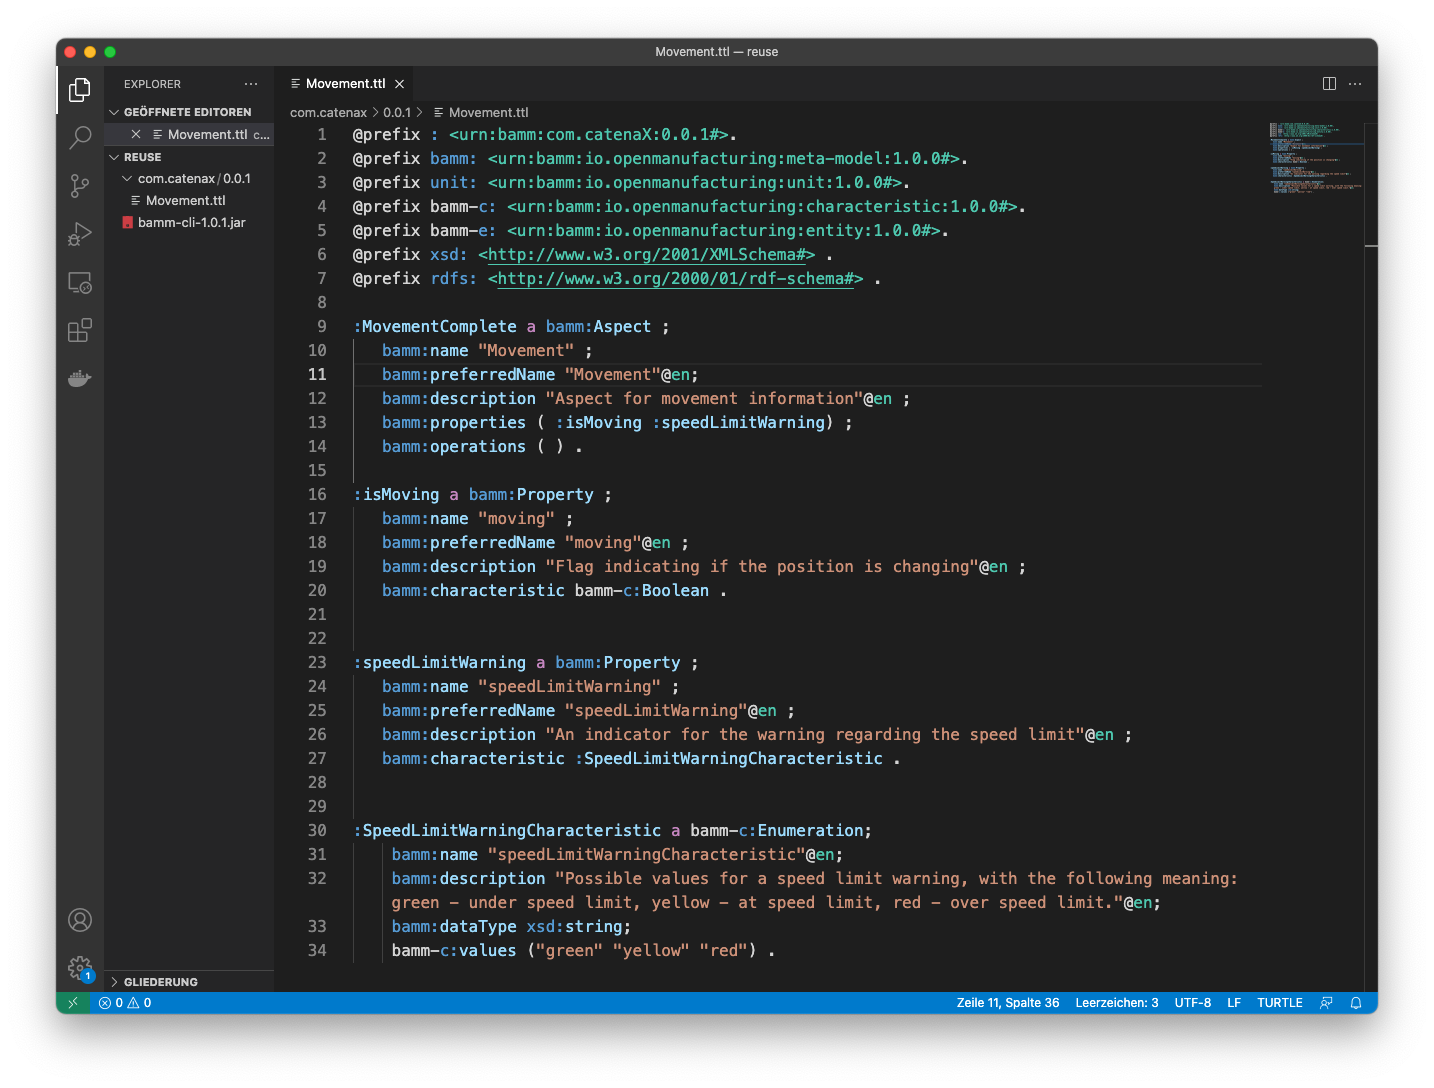 Movement.ttl — reuse
EXPLORER
GEÖFFNETE EDITOREN
Movement.ttl c...
REUSE
com.catenax / 0.0.1
Movement.ttl
bamm-cli-1.0.1.jar
GLIEDERUNG
1
Movement.ttl
com.catenax > 0.0.1 > Movement.ttl
1 @prefix : <urn:bamm:com.catenaX:0.0.1#>.
2 @prefix bamm: <urn:bamm:io.openmanufacturing:meta-model:1.0.0#>.
3 @prefix unit: <urn:bamm:io.openmanufacturing:unit:1.0.0#>.
4 @prefix bamm-c: <urn:bamm:io.openmanufacturing:characteristic:1.0.0#>.
5 @prefix bamm-e: <urn:bamm:io.openmanufacturing:entity:1.0.0#>.
6 @prefix xsd: <http://www.w3.org/2001/XMLSchema#> .
7 @prefix rdfs: <http://www.w3.org/2000/01/rdf-schema#> .
8
9 :MovementComplete a bamm:Aspect ;
10 bamm:name "Movement" ;
11 bamm:preferredName "Movement"@en;
12 bamm:description "Aspect for movement information"@en ;
13 bamm:properties ( :isMoving :speedLimitWarning) ;
14 bamm:operations ( ) .
15
16 :isMoving a bamm:Property ;
17 bamm:name "moving" ;
18 bamm:preferredName "moving"@en ;
19 bamm:description "Flag indicating if the position is changing"@en ;
20 bamm:characteristic bamm-c:Boolean .
21
22
23 :speedLimitWarning a bamm:Property ;
24 bamm:name "speedLimitWarning" ;
25 bamm:preferredName "speedLimitWarning"@en ;
26 bamm:description "An indicator for the warning regarding the speed limit"@en ;
27 bamm:characteristic :SpeedLimitWarningCharacteristic .
28
29
30 :SpeedLimitWarningCharacteristic a bamm-c:Enumeration;
31 bamm:name "speedLimitWarningCharacteristic"@en;
32 bamm:description "Possible values for a speed limit warning, with the following meaning:
green - under speed limit, yellow - at speed limit, red - over speed limit."@en;
33 bamm:dataType xsd:string;
34 bamm-c:values ("green" "yellow" "red") .
0 0 Zeile 11, Spalte 36 Leerzeichen: 3 UTF-8 LF TURTLE